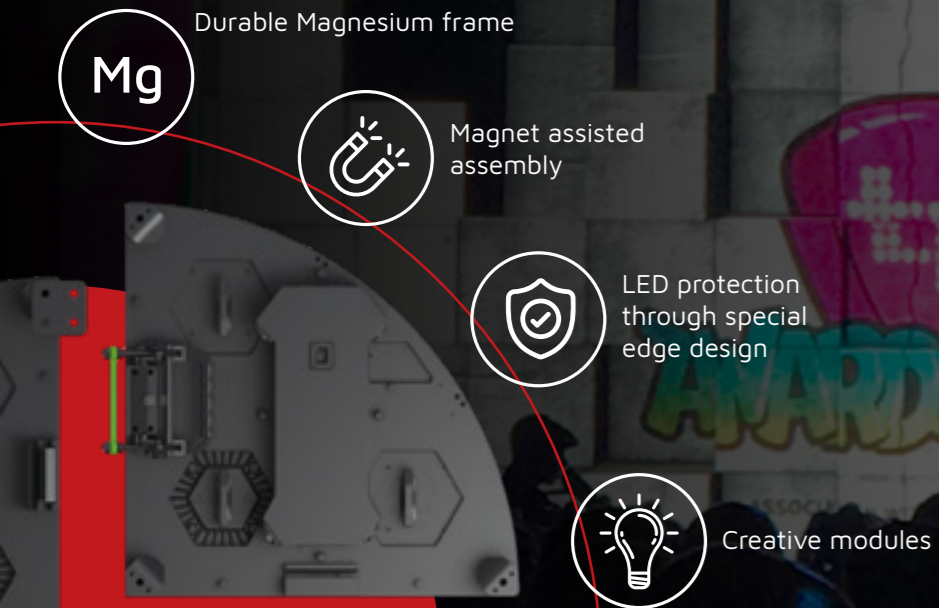 Durable Magnesium frame
Mg
Magnet assisted
assembly
LED protection
through special
edge design
Creative modules